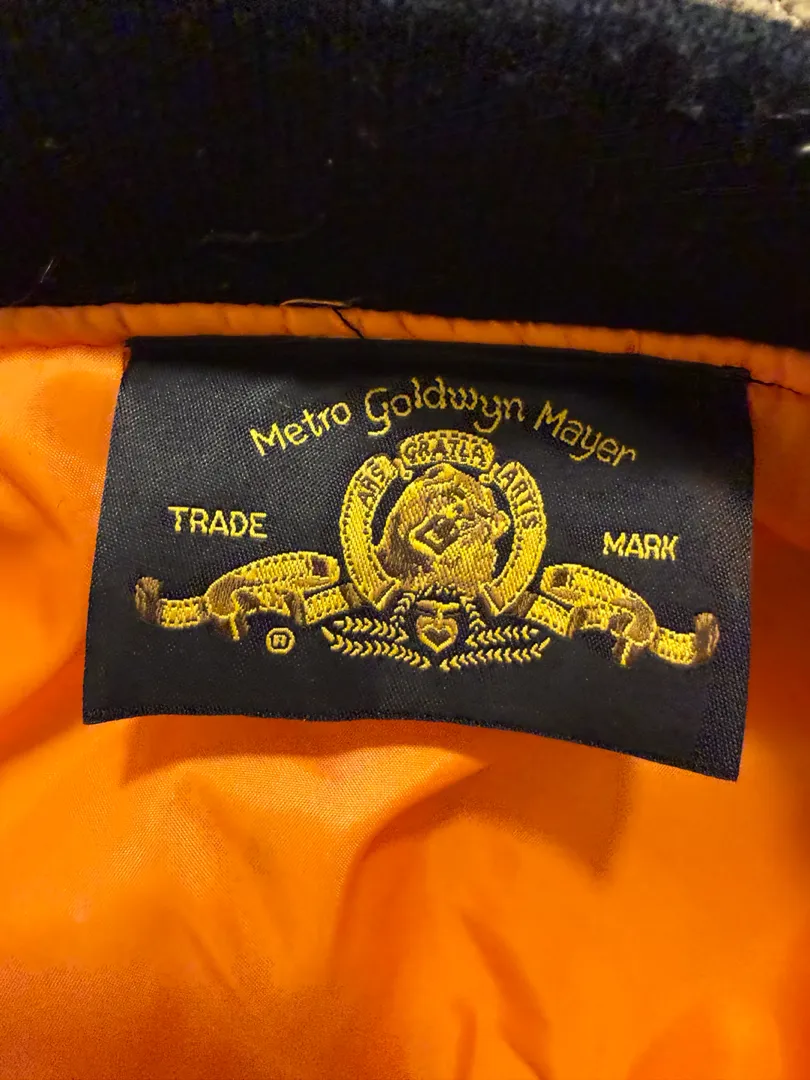 Metro Goldwyn Mayer
ARS GRATIA ARTIS
TRADE MARK
®